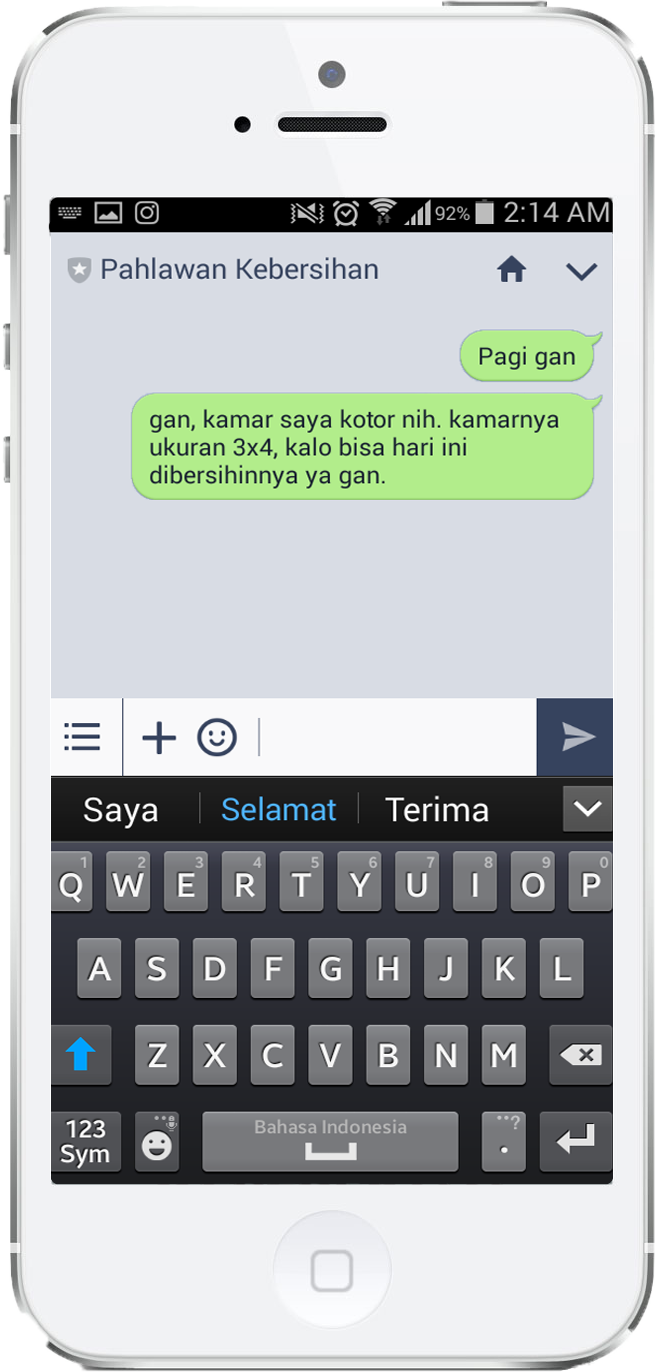 92% 2:14 AM
Pahlawan Kebersihan
Pagi gan
gan, kamar saya kotor nih. kamarnya
ukuran 3x4, kalo bisa hari ini
dibersihinnya ya gan.
Saya Selamat Terima
1 2 3 4 5 6 7 8 9 0
Q W E R T Y U I O P
A S D F G H J K L
Z X C V B N M
123
Sym
Bahasa Indonesia
. ?